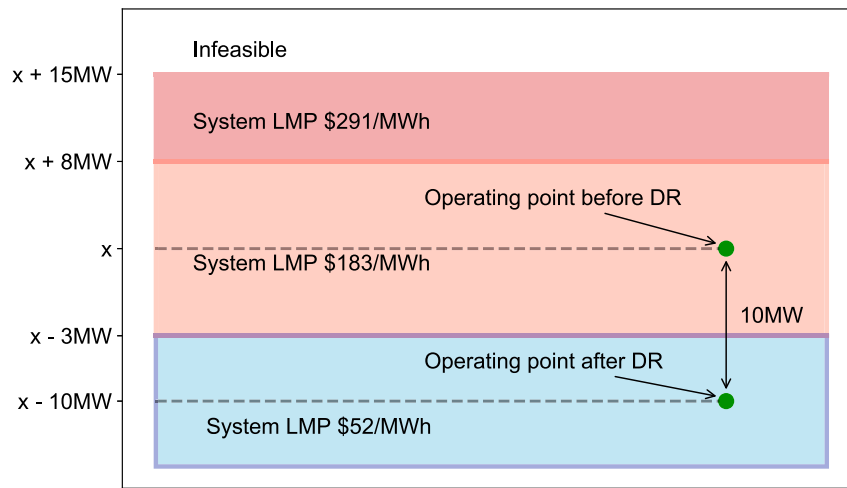 Infeasible
x + 15MW
System LMP $291/MWh
x + 8MW
Operating point before DR
x
System LMP $183/MWh
10MW
x - 3MW
Operating point after DR
x - 10MW
System LMP $52/MWh